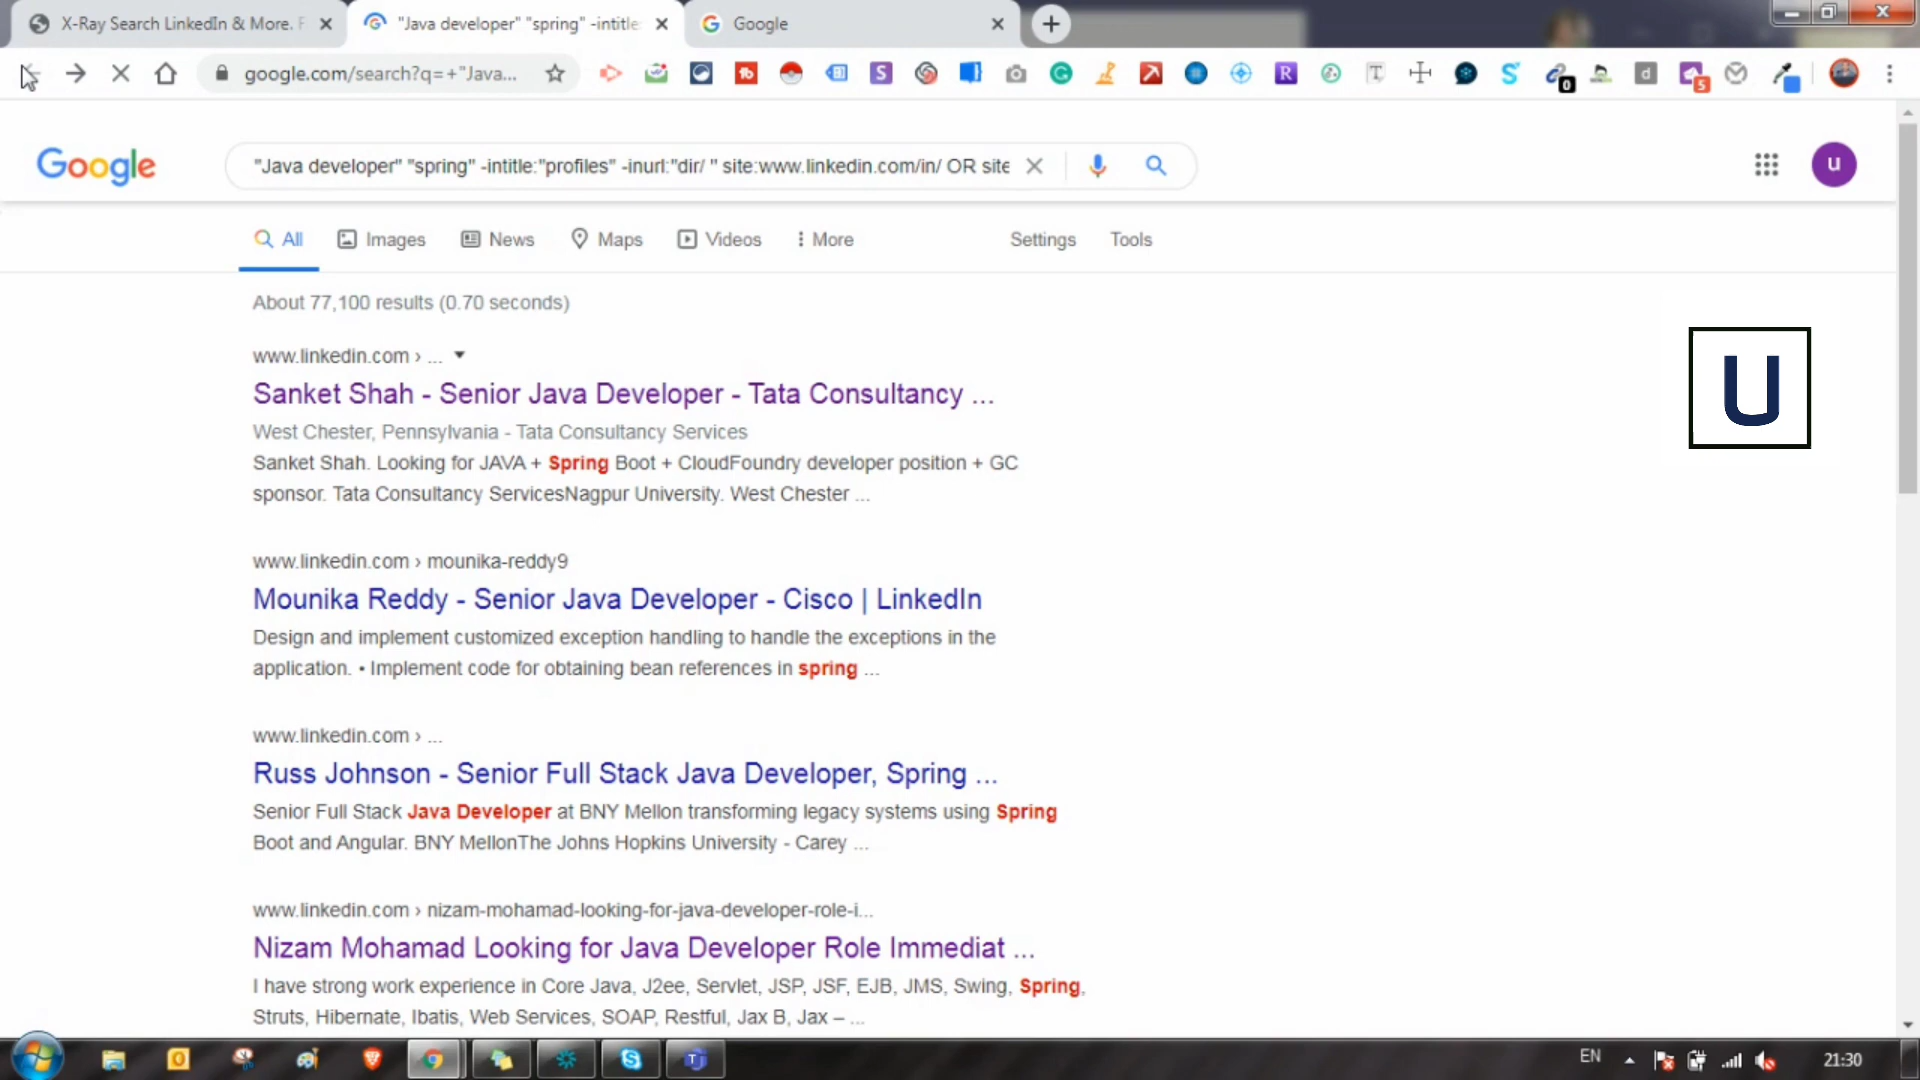 X-Ray Search LinkedIn & More.
"Java developer" "spring" -intitle
Google
google.com/search?q=+"Java...
Google
"Java developer" "spring" -intitle:"profiles" -inurl:"dir/ " site:www.linkedin.com/in/ OR site
u
All
Images
News
Maps
Videos
More
Settings
Tools
About 77,100 results (0.70 seconds)
www.linkedin.com › ...
Sanket Shah - Senior Java Developer - Tata Consultancy ...
West Chester, Pennsylvania - Tata Consultancy Services
Sanket Shah. Looking for JAVA + Spring Boot + CloudFoundry developer position + GC
sponsor. Tata Consultancy ServicesNagpur University. West Chester ...
U
www.linkedin.com › mounika-reddy9
Mounika Reddy - Senior Java Developer - Cisco | LinkedIn
Design and implement customized exception handling to handle the exceptions in the
application. • Implement code for obtaining bean references in spring ...
www.linkedin.com › ...
Russ Johnson - Senior Full Stack Java Developer, Spring ...
Senior Full Stack Java Developer at BNY Mellon transforming legacy systems using Spring
Boot and Angular. BNY MellonThe Johns Hopkins University - Carey ...
www.linkedin.com › nizam-mohamad-looking-for-java-developer-role-i...
Nizam Mohamad Looking for Java Developer Role Immediat ...
I have strong work experience in Core Java, J2ee, Servlet, JSP, JSF, EJB, JMS, Swing, Spring,
Struts, Hibernate, Ibatis, Web Services, SOAP, Restful, Jax B, Jax – ...
EN
21:30